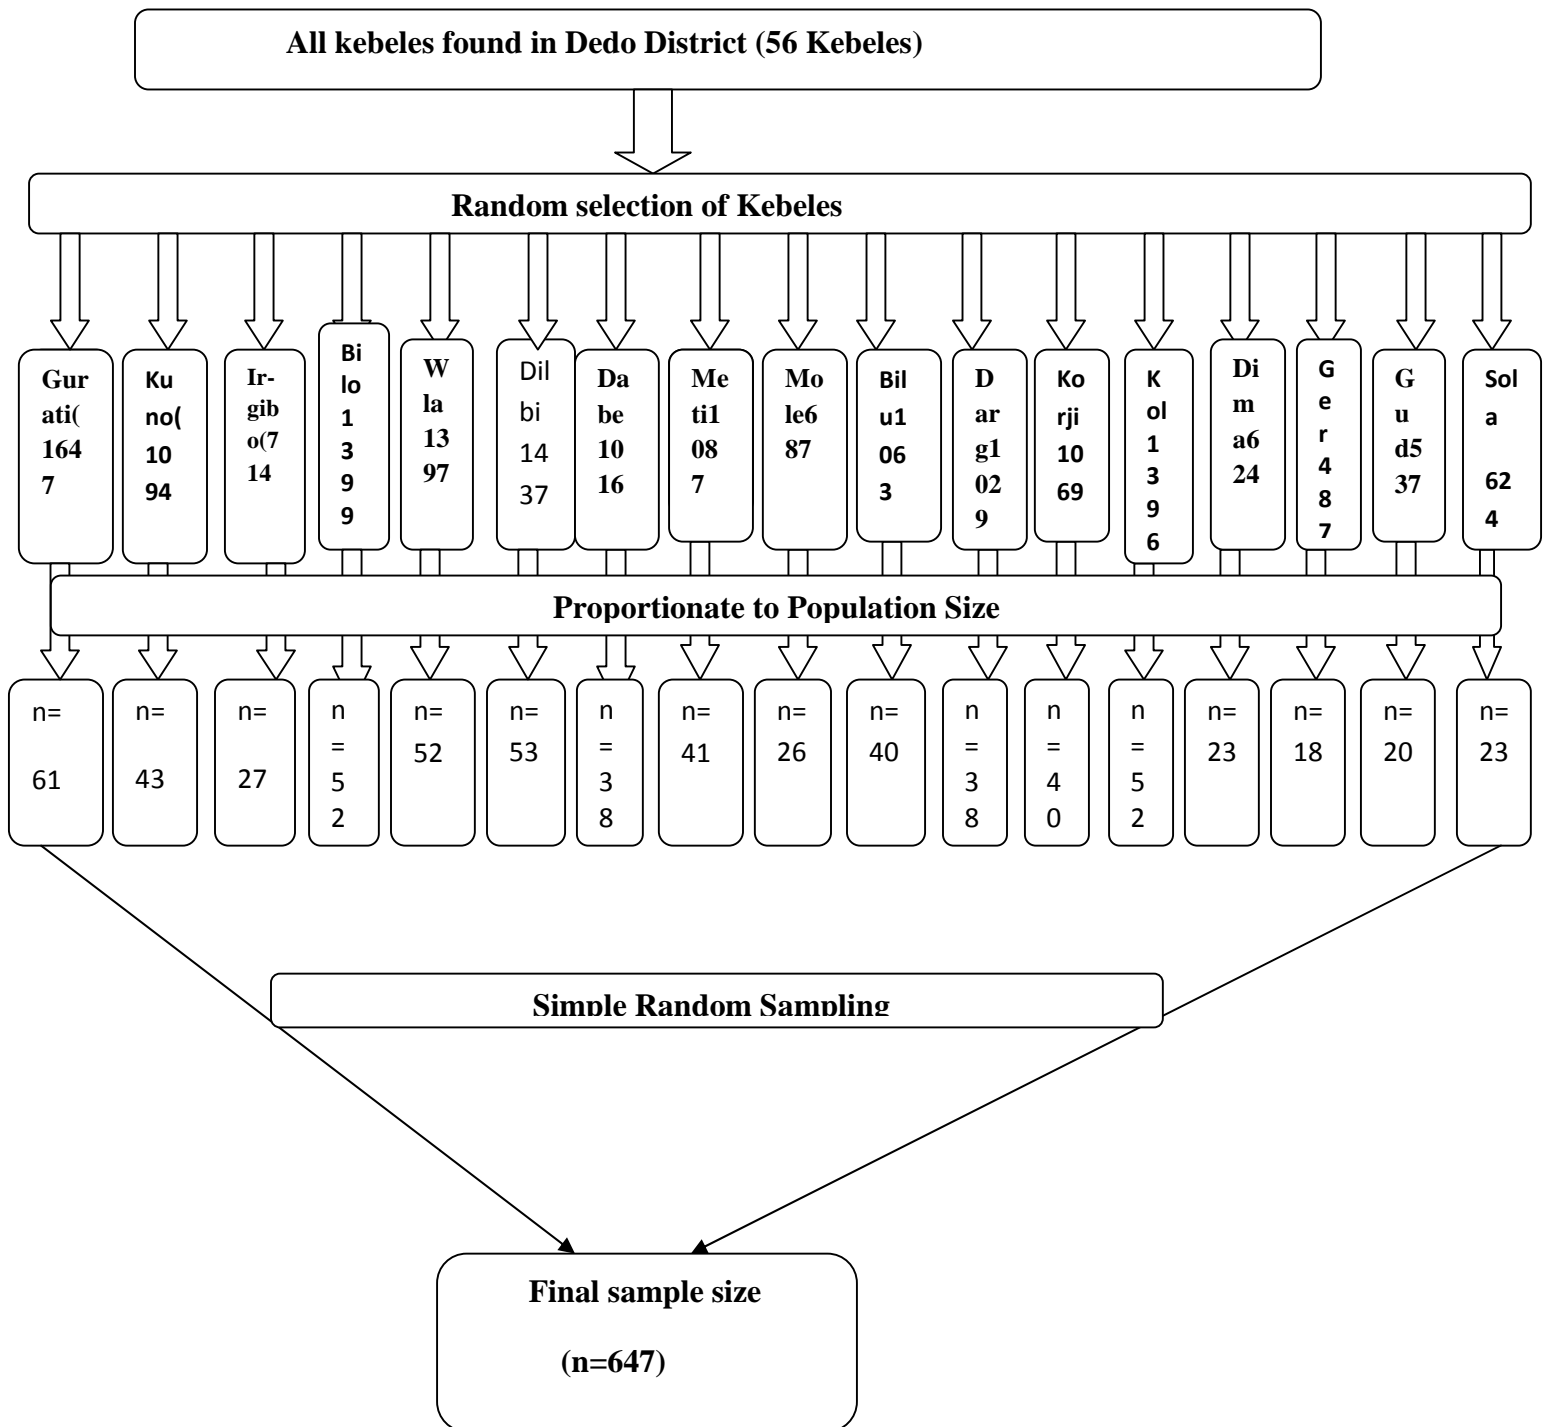 All kebeles found in Dedo District (56 Kebeles)
Random selection of Kebeles
Gur
ati(
164
7
Ku
no(
10
94
Ir-
gib
o(7
14
Bi
lo
1
3
9
9
W
la
13
97
Dil
bi
14
37
Da
be
10
16
Me
ti1
08
7
Mo
le6
87
Bil
u1
06
3
D
ar
g1
02
9
Ko
rji
10
69
K
ol
1
3
9
6
Di
m
a6
24
G
e
r
4
8
7
G
u
d5
37
Sol
a
62
4
Proportionate to Population Size
n=
61
n=
43
n=
27
n
=
5
2
n=
52
n=
53
n
=
3
8
n=
41
n=
26
n=
40
n
=
3
8
n
=
4
0
n
=
5
2
n=
23
n=
18
n=
20
n=
23
Simple Random Sampling
Final sample size
(n=647)